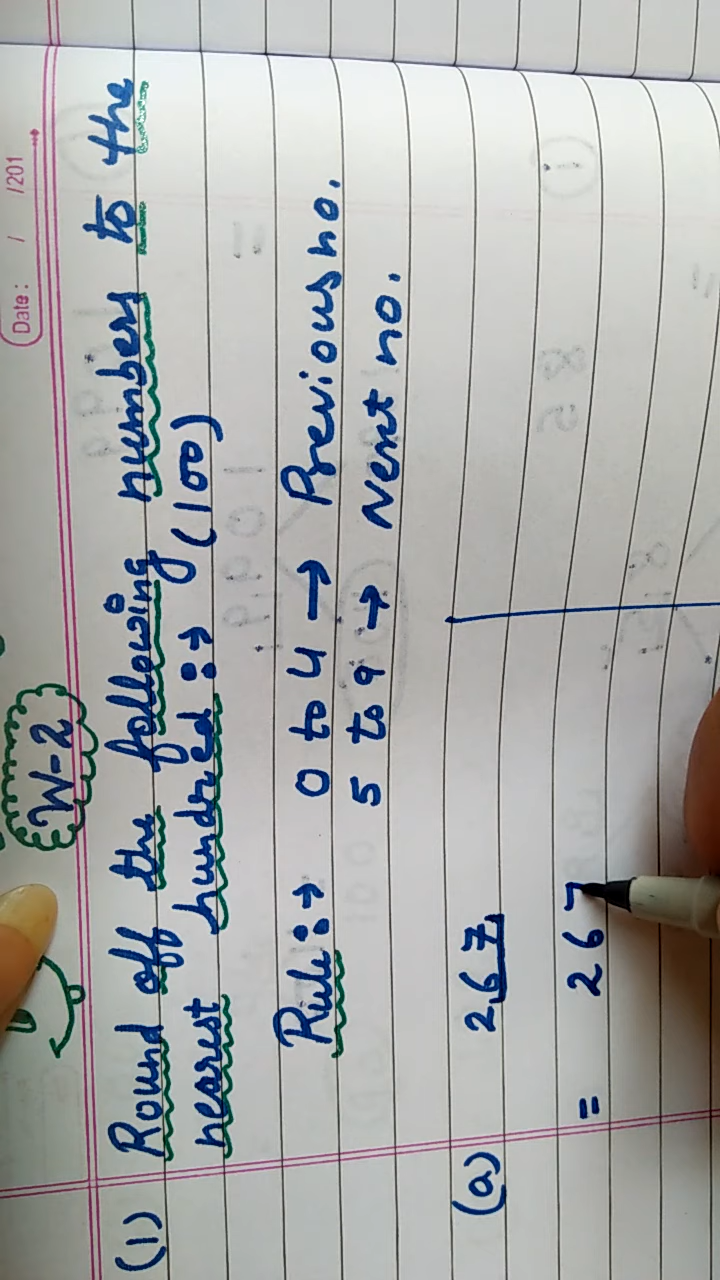 Date: / /201
W-2
(1) Round off the following numbers to the
nearest hundred :→ (100)
Rule :→ 0 to 4 → Previous no.
5 to 9 → Next no.
(a) 267
= 267